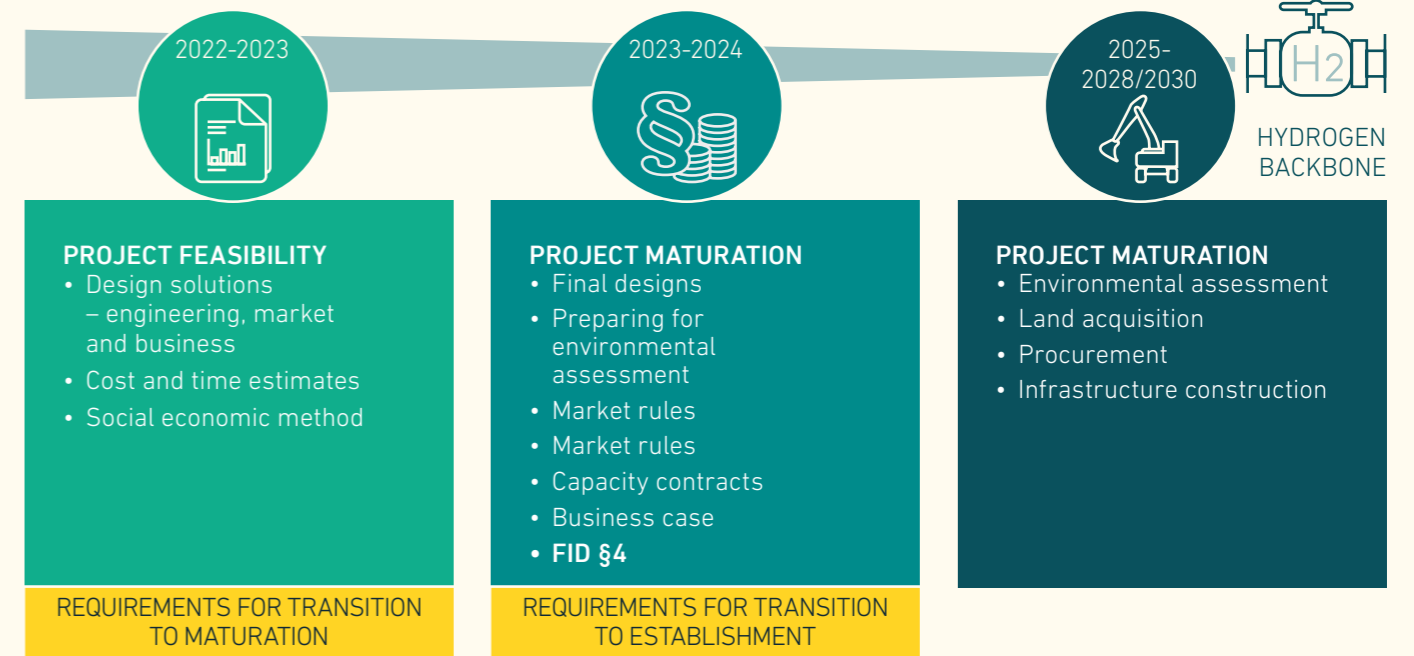 2022-2023
2023-2024
2025-
2028/2030
H2
HYDROGEN
BACKBONE
PROJECT FEASIBILITY
• Design solutions
– engineering, market
and business
• Cost and time estimates
• Social economic method
REQUIREMENTS FOR TRANSITION
TO MATURATION
§
PROJECT MATURATION
• Final designs
• Preparing for
environmental
assessment
• Market rules
• Market rules
• Capacity contracts
• Business case
• FID §4
REQUIREMENTS FOR TRANSITION
TO ESTABLISHMENT
PROJECT MATURATION
• Environmental assessment
• Land acquisition
• Procurement
• Infrastructure construction